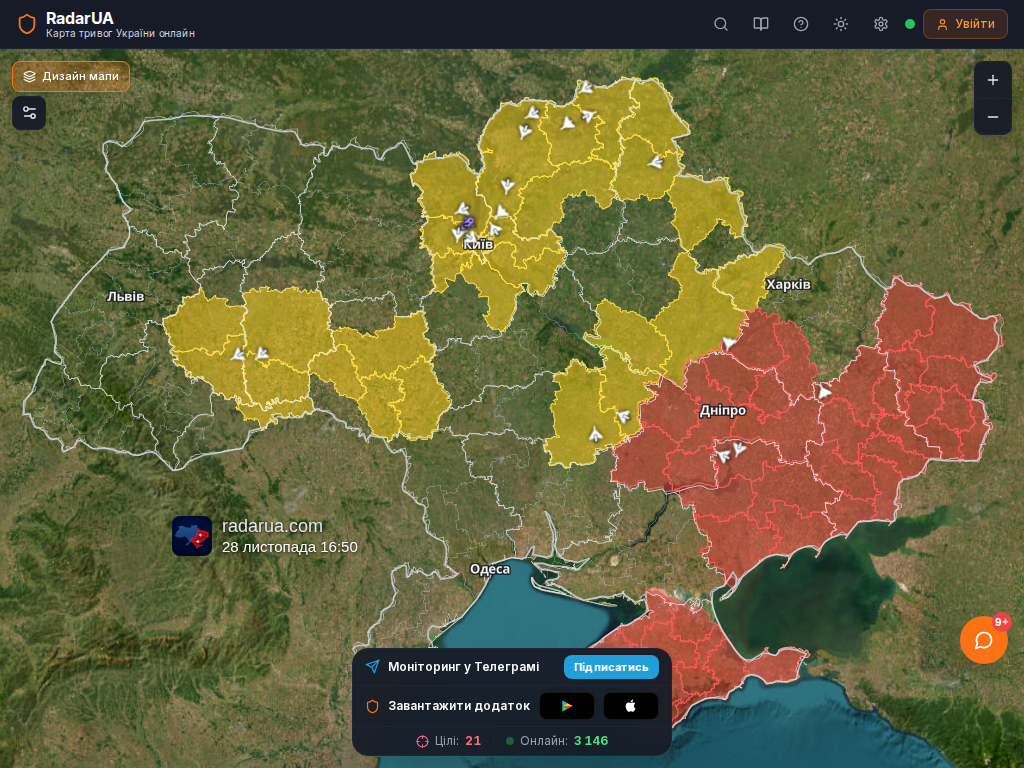 RadarUA
Карта тривог України онлайн
Увійти
Дизайн мапи
Київ
Харків
Львів
Дніпро
radarua.com
28 листопада 16:50
Одеса
9+
Моніторинг у Телеграмі
Підписатись
Завантажити додаток
Цілі: 21
Онлайн: 3 146